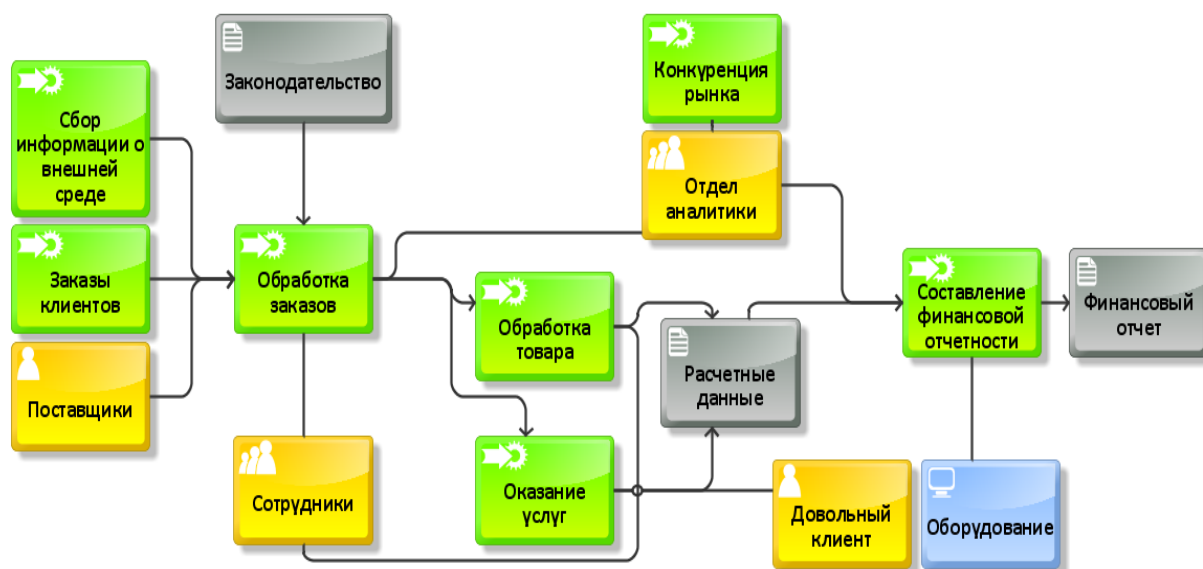 Законодательство
Конкуренция
рынка
Сбор
информации о
внешней
среде
Отдел
аналитики
Заказы
клиентов
Обработка
заказов
Обработка
товара
Составление
финансовой
отчетности
Финансовый
отчет
Поставщики
Расчетные
данные
Сотрудники
Оказание
услуг
Довольный
клиент
Оборудование